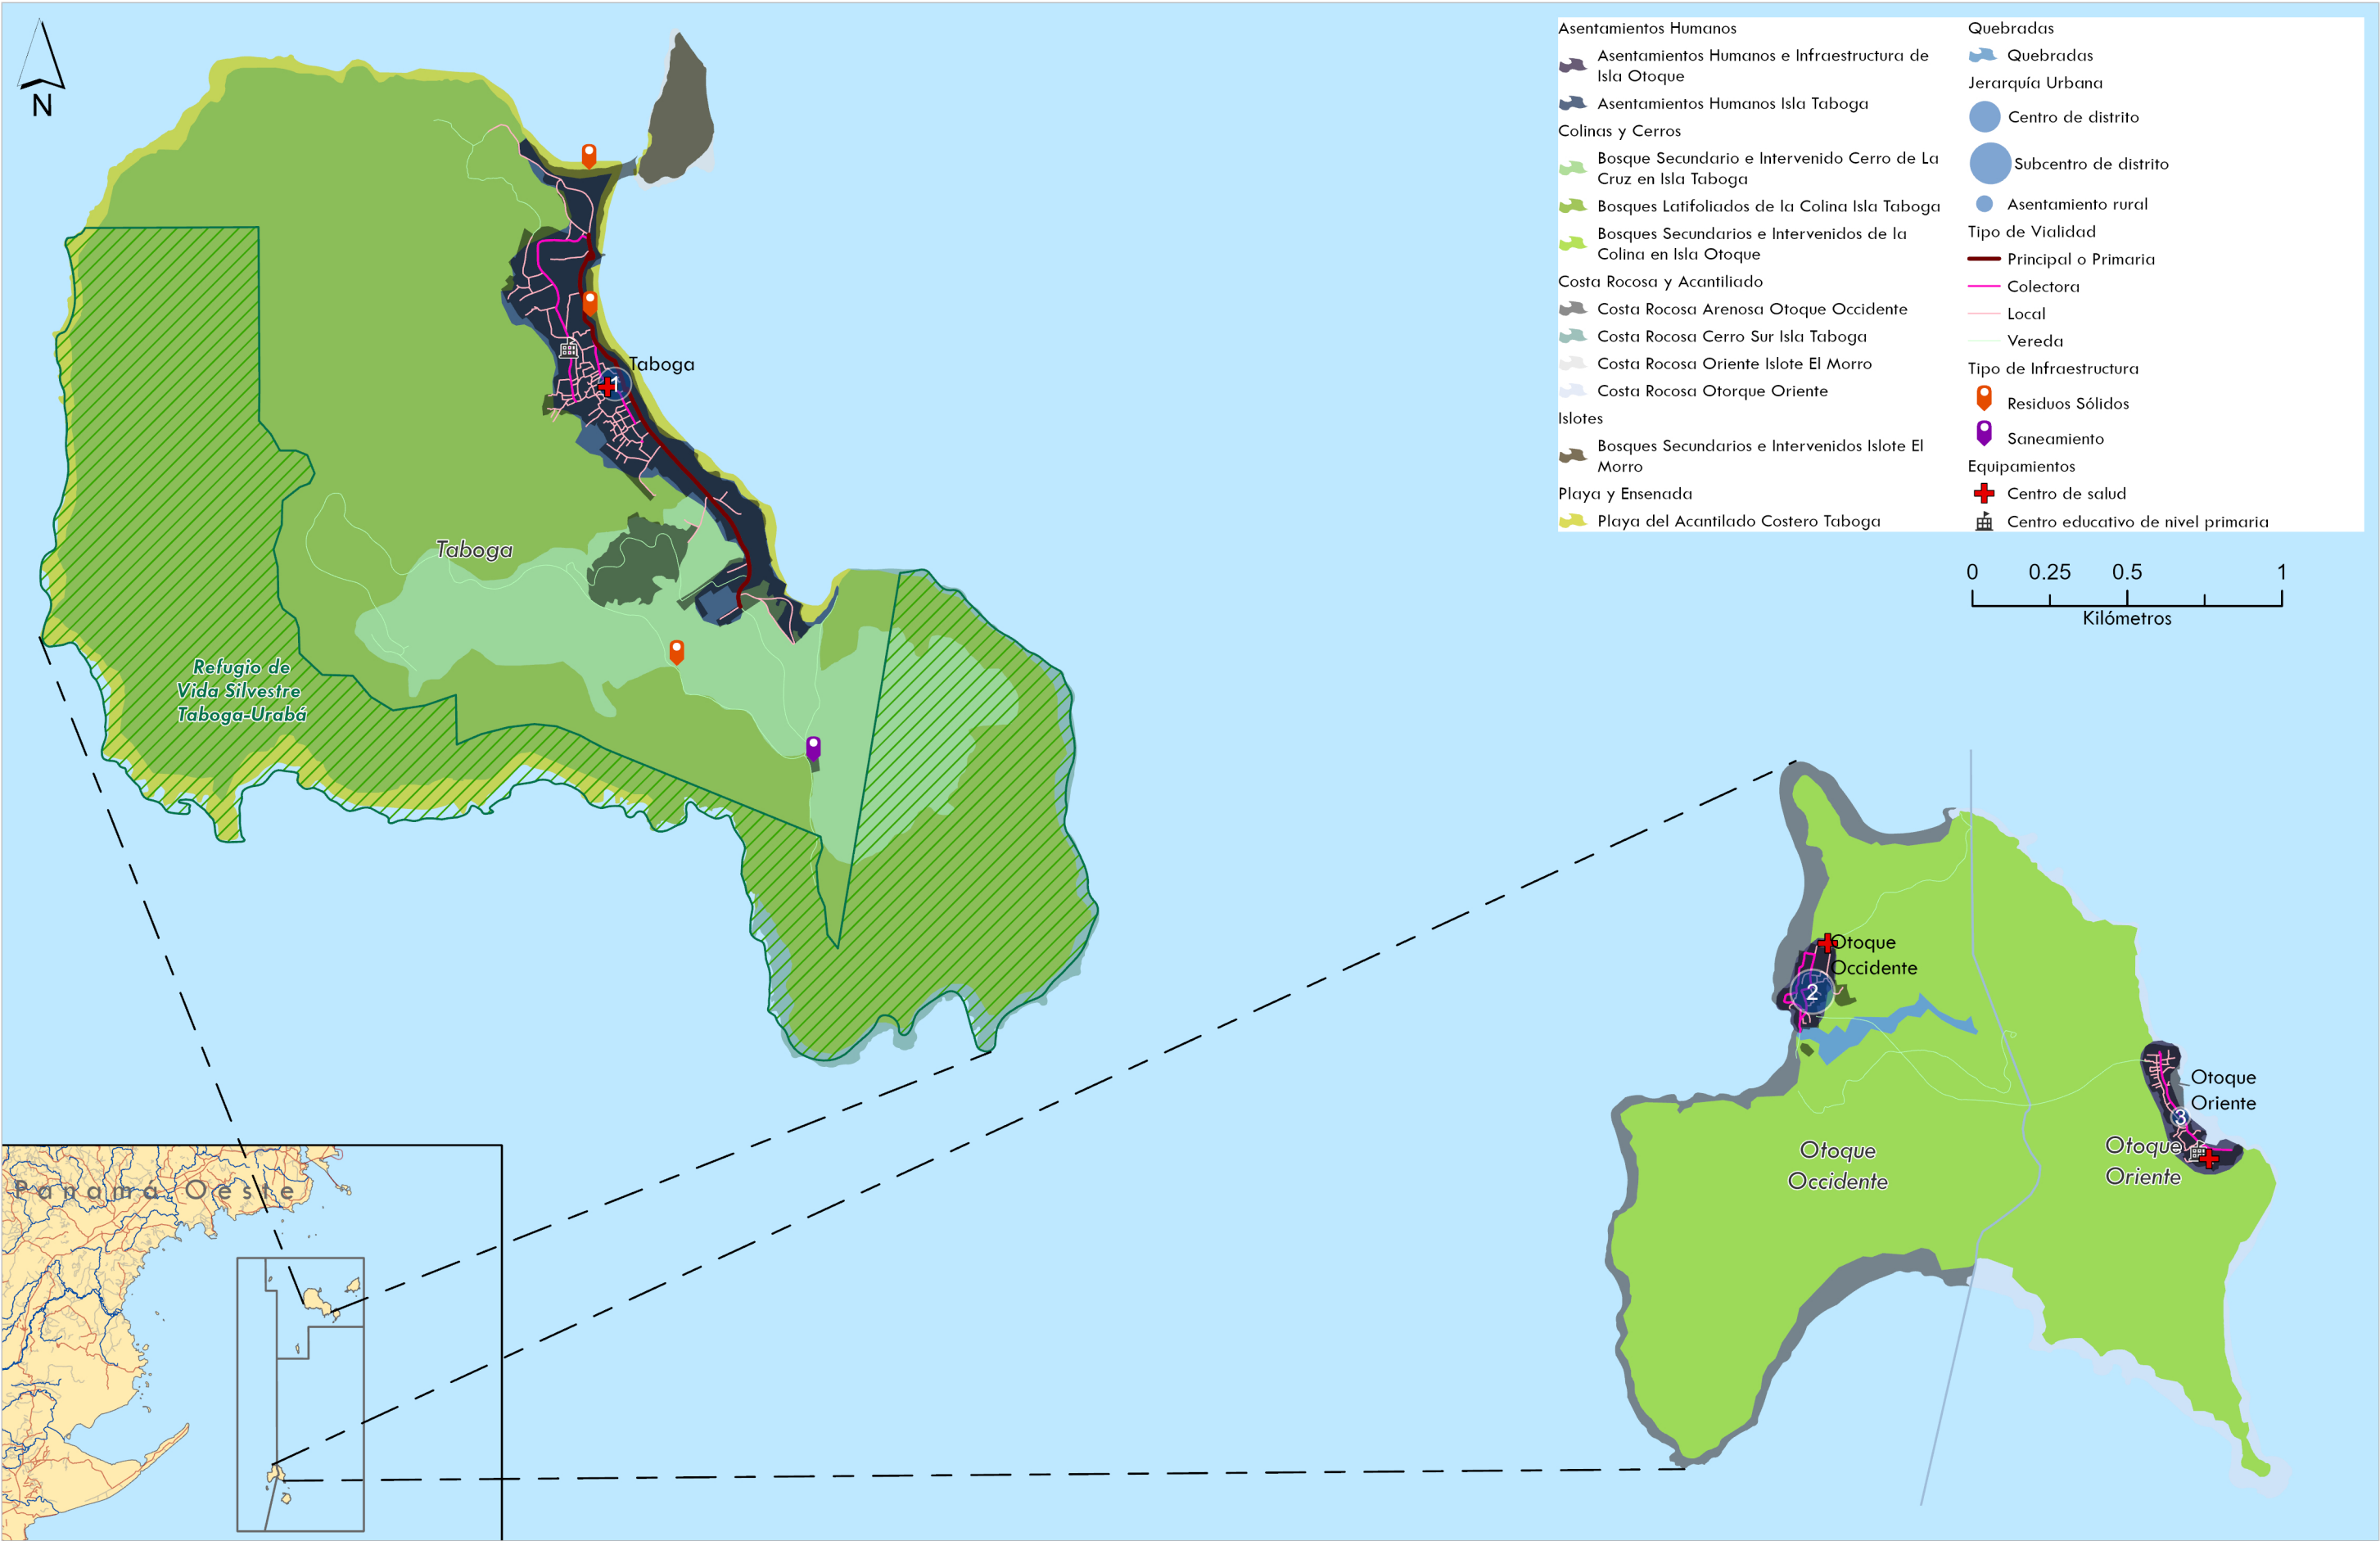 N
Asentamientos Humanos
Asentamientos Humanos e Infraestructura de
Isla Otoque
Asentamientos Humanos Isla Taboga
Colinas y Cerros
Bosque Secundario e Intervenido Cerro de La
Cruz en Isla Taboga
Bosques Latifoliados de la Colina Isla Taboga
Bosques Secundarios e Intervenidos de la
Colina en Isla Otoque
Costa Rocosa y Acantiliado
Costa Rocosa Arenosa Otoque Occidente
Costa Rocosa Cerro Sur Isla Taboga
Costa Rocosa Oriente Islote El Morro
Costa Rocosa Otorque Oriente
Islotes
Bosques Secundarios e Intervenidos Islote El
Morro
Playa y Ensenada
Playa del Acantilado Costero Taboga
Quebradas
Quebradas
Jerarquía Urbana
Centro de distrito
Subcentro de distrito
Asentamiento rural
Tipo de Vialidad
Principal o Primaria
Colectora
Local
Vereda
Tipo de Infraestructura
Residuos Sólidos
Saneamiento
Equipamientos
Centro de salud
Centro educativo de nivel primaria
0 0.25 0.5 1
Kilómetros
Taboga
1
Taboga
Refugio de
Vida Silvestre
Taboga-Urabá
Otoque
Occidente
2
Otoque
Oriente
3
Otoque
Occidente
Otoque
Oriente
Panamá Oeste